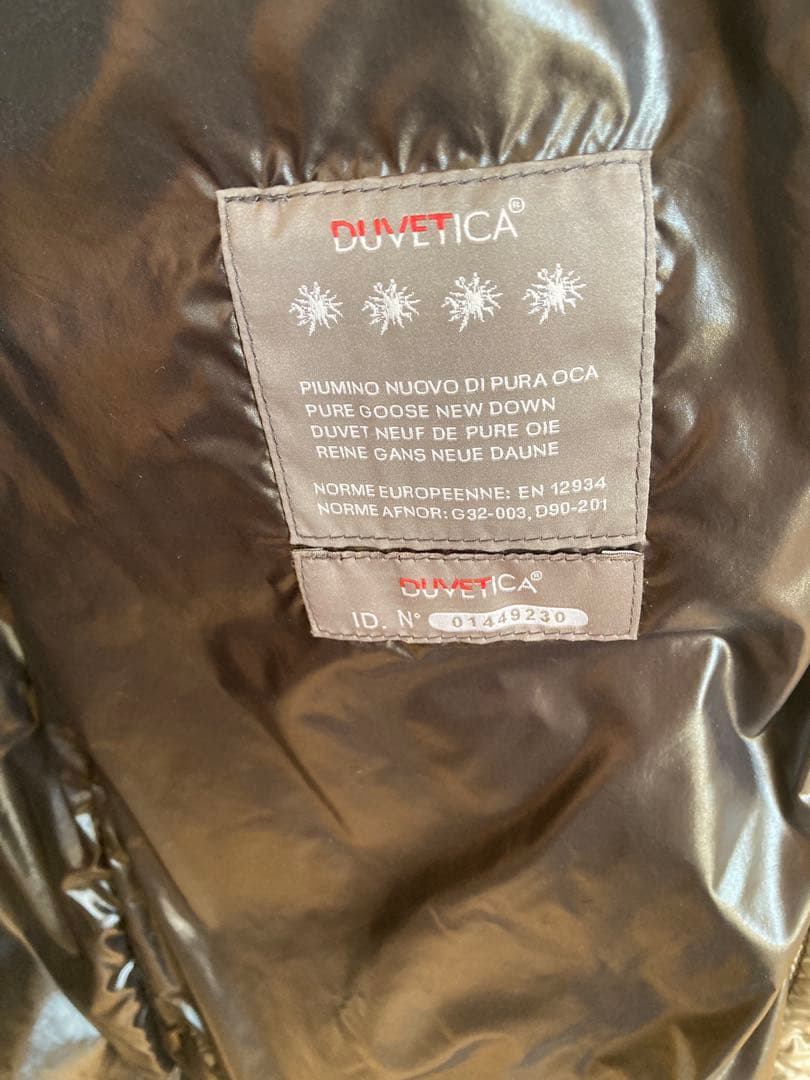 DUVETICA®
PIUMINO NUOVO DI PURA OCA
PURE GOOSE NEW DOWN
DUVET NEUF DE PURE OIE
REINE GANS NEUE DAUNE
NORME EUROPEENNE: EN 12934
NORME AFNOR: G32-003, D90-201
DUVETICA®
ID. N° 01449230